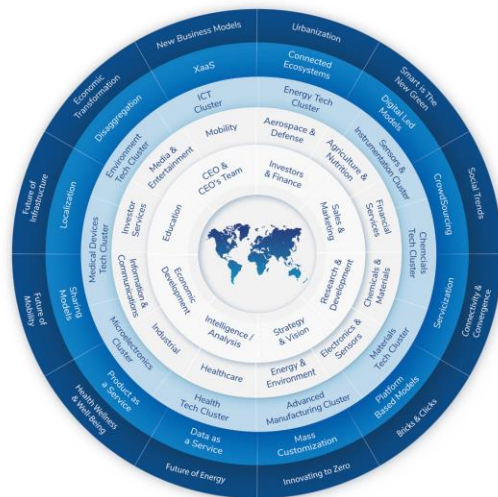 New Business Models
Urbanization
Smart is The
New Green
Social Trends
Connectivity &
Convergence
Bricks & Clicks
Innovating to Zero
Future of Energy
Health Wellness
& Well-Being
Future of
Mobility
Future of
Infrastructure
Economic
Transformation
XaaS
Connected
Ecosystems
Digital Led
Models
CrowdSourcing
Servicization
Platform
Based Models
Mass
Customization
Data as
a Service
Product as
a Service
Sharing
Models
Localization
Disaggregation
ICT
Cluster
Energy Tech
Cluster
Sensors &
Instrumentation Cluster
Chemcials
Tech Cluster
Materials
Tech Cluster
Advanced
Manufacturing Cluster
Health
Tech Cluster
Microelectronics
Cluster
Medical Devices
Tech Cluster
Environment
Tech Cluster
Mobility
Aerospace &
Defense
Agriculture &
Nutrition
Financial
Services
Chemicals &
Materials
Electronics &
Sensors
Energy &
Environment
Healthcare
Industrial
Information &
Communications
Investor
Services
Media &
Entertainment
CEO &
CEO's Team
Investors
& Finance
Sales &
Marketing
Research &
Development
Strategy
& Vision
Intelligence /
Analysis
Economic
Development
Education